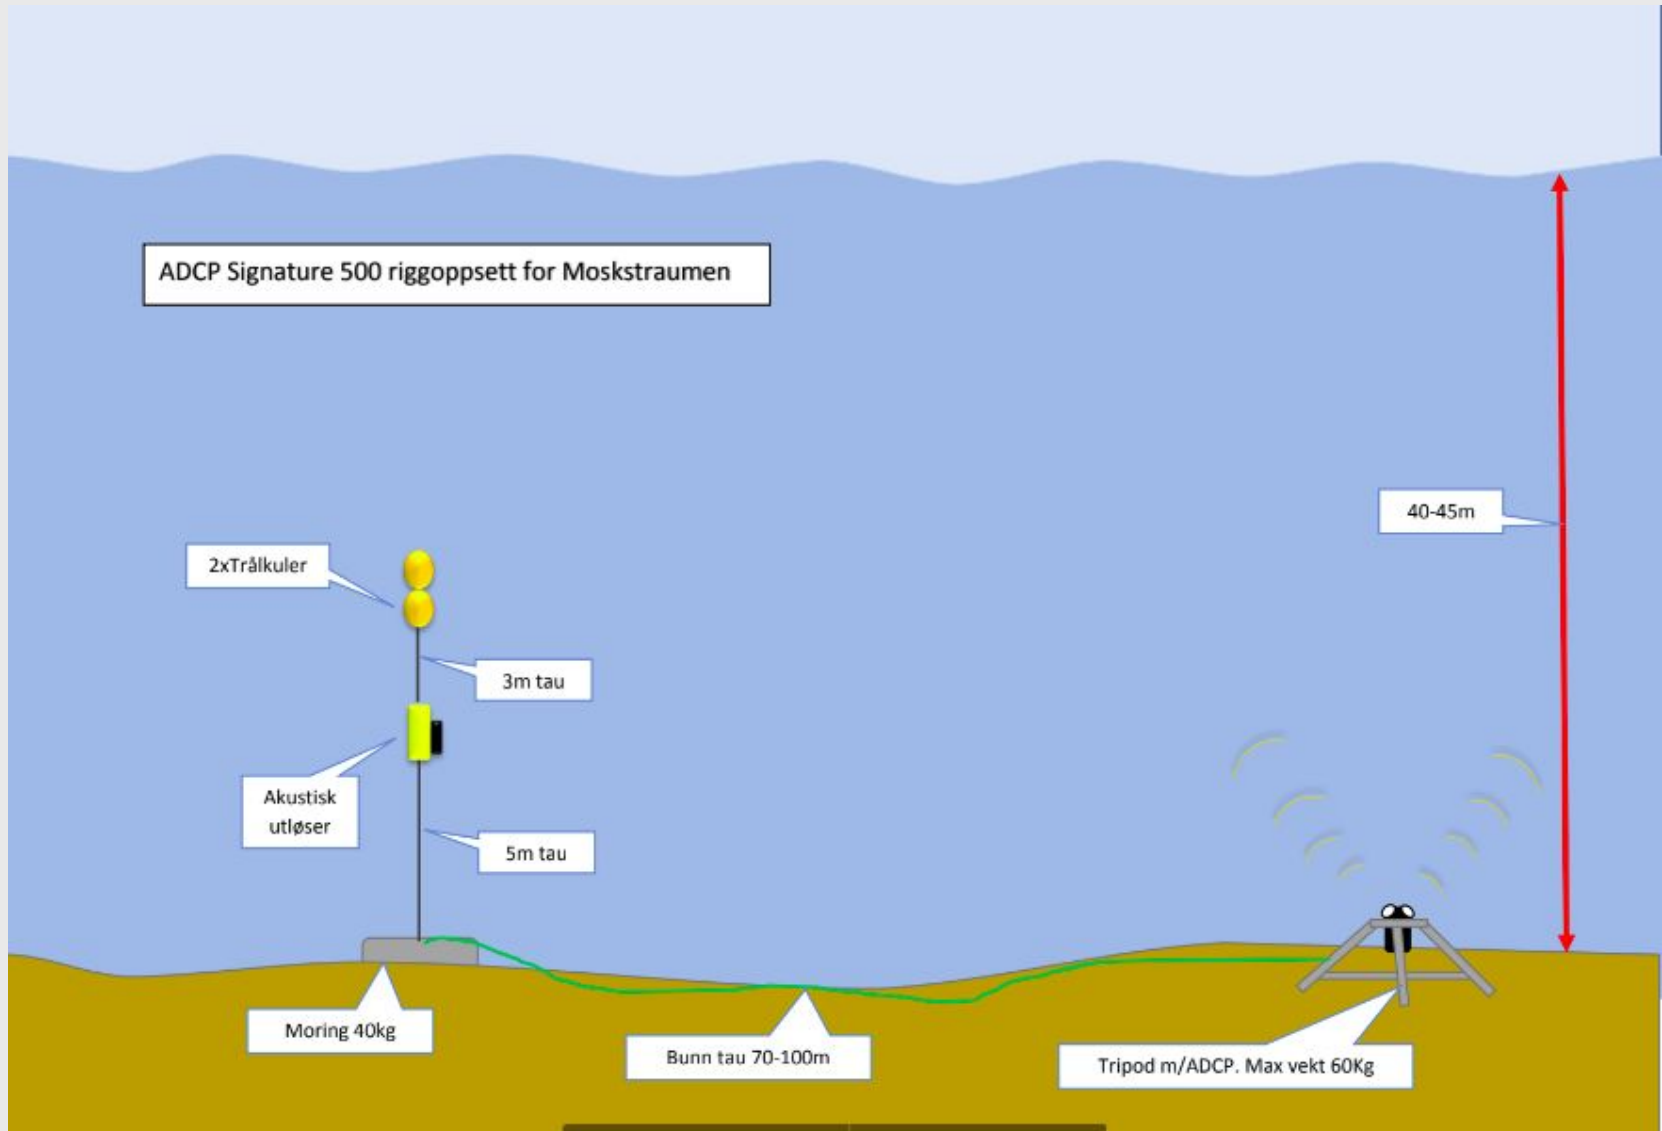 ADCP Signature 500 riggoppsett for Moskstraumen
40-45m
2xTrålkuler
3m tau
Akustisk
utløser
5m tau
Moring 40kg
Bunn tau 70-100m
Tripod m/ADCP. Max vekt 60Kg